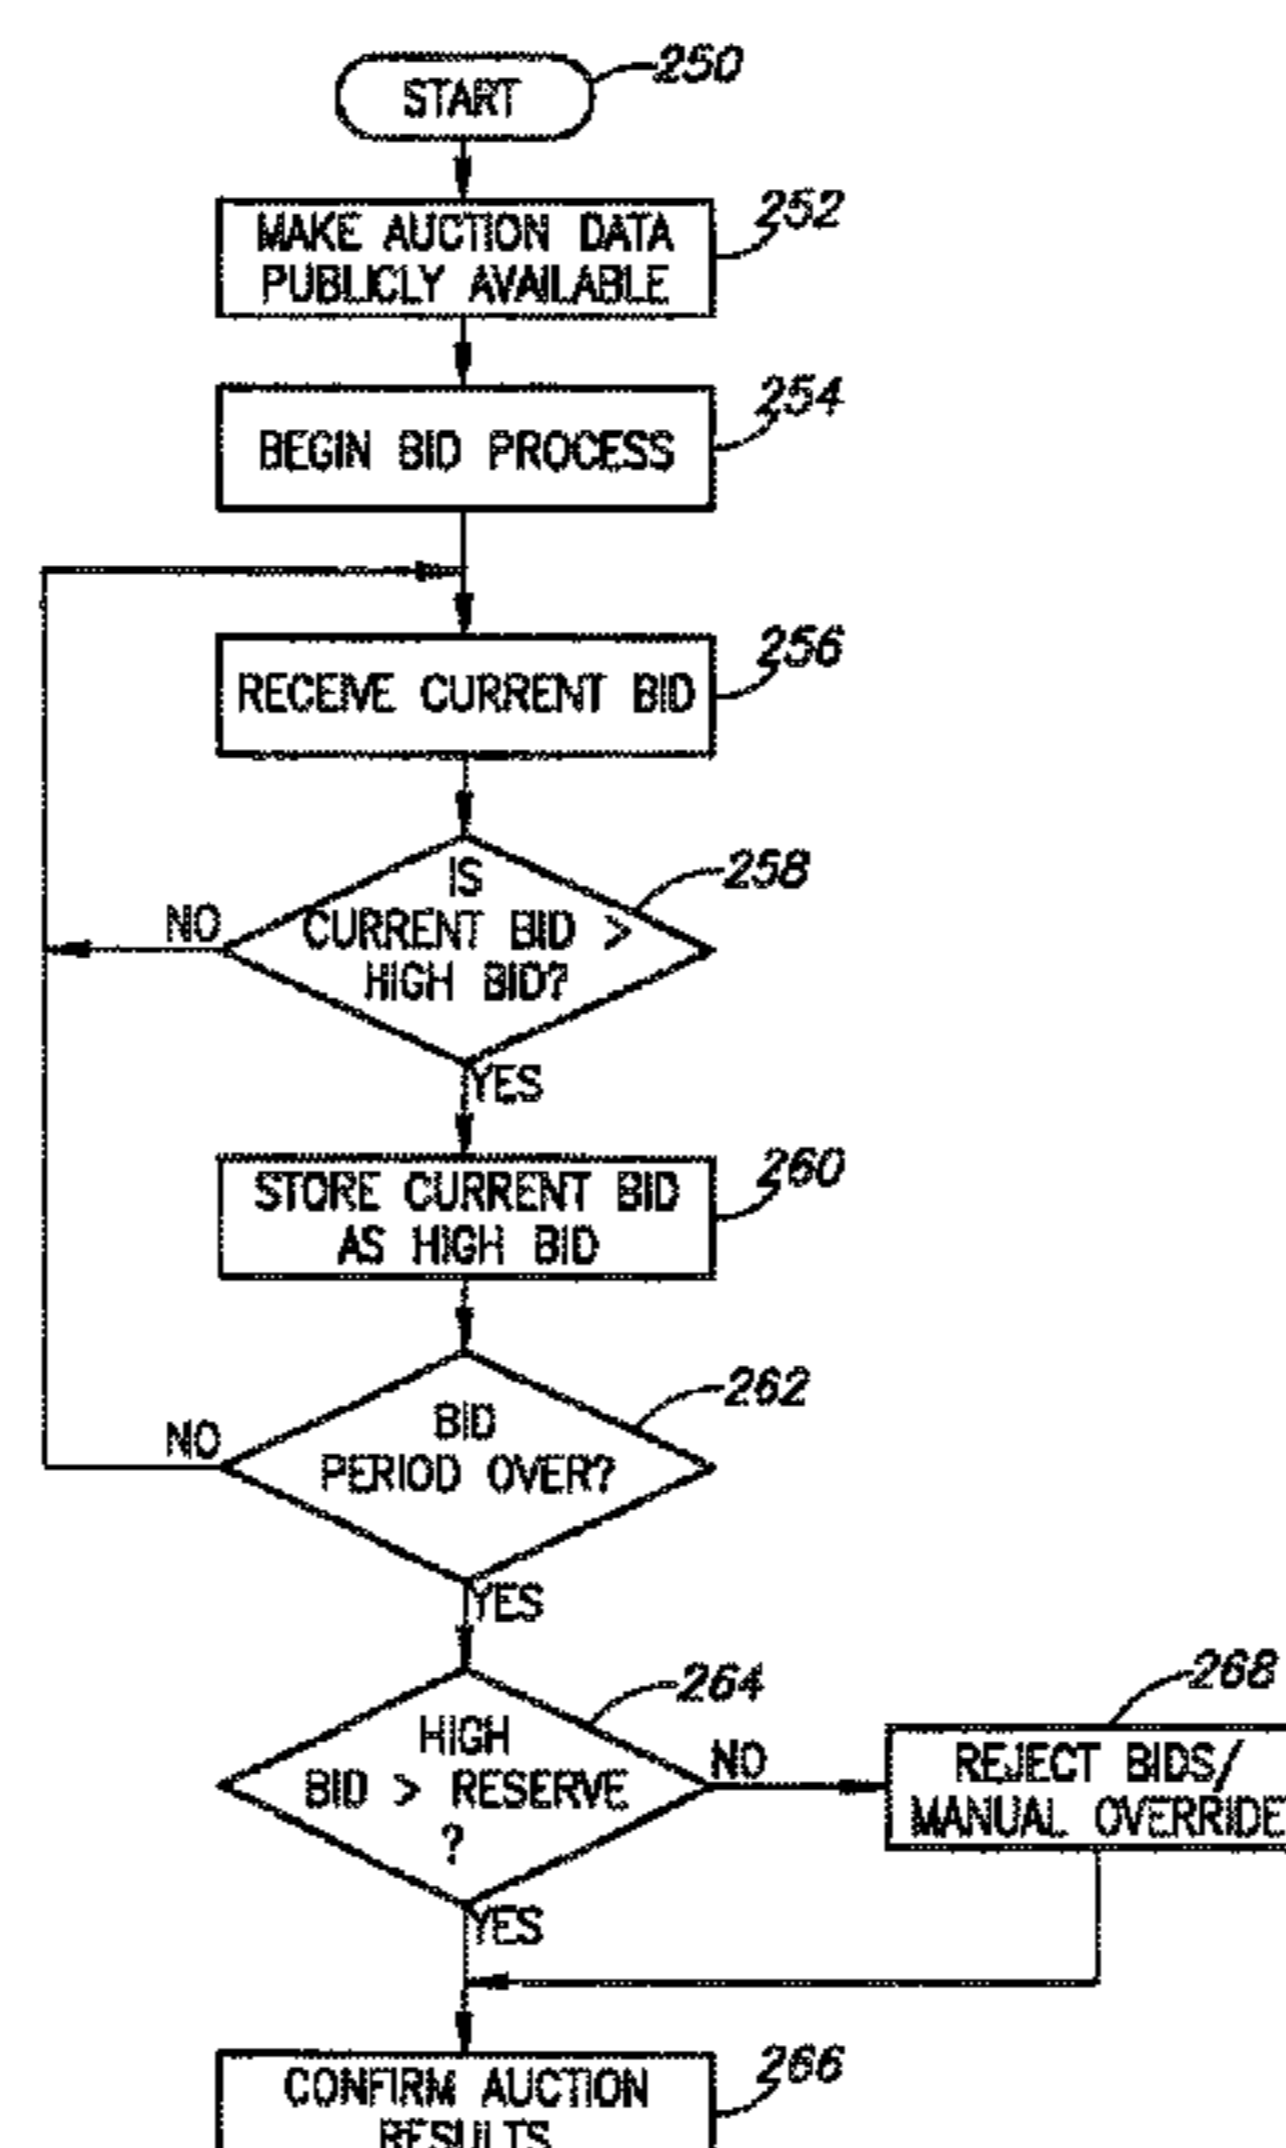 START
250
MAKE AUCTION DATA
PUBLICLY AVAILABLE
252
BEGIN BID PROCESS
254
RECEIVE CURRENT BID
256
IS
CURRENT BID >
HIGH BID?
258
NO
YES
STORE CURRENT BID
AS HIGH BID
260
BID
PERIOD OVER?
262
NO
YES
HIGH
BID > RESERVE
?
264
NO
YES
REJECT BIDS/
MANUAL OVERRIDE
268
CONFIRM AUCTION
RESULTS
266